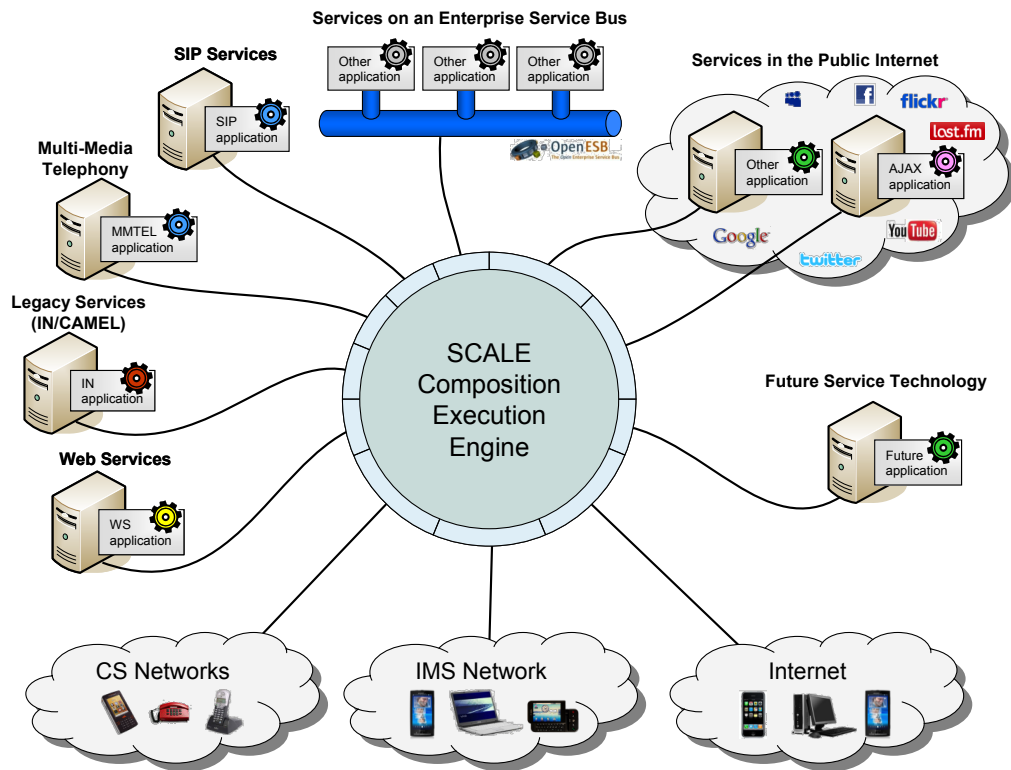 Services on an Enterprise Service Bus
Other
application
Other
application
Other
application
OpenESB
The Open Enterprise Service Bus
SIP Services
SIP
application
Services in the Public Internet
f
flickr
last.fm
Other
application
AJAX
application
Google
twitter
YouTube
Multi-Media
Telephony
MMTEL
application
Legacy Services
(IN/CAMEL)
IN
application
Web Services
WS
application
SCALE
Composition
Execution
Engine
Future Service Technology
Future
application
CS Networks
IMS Network
Internet